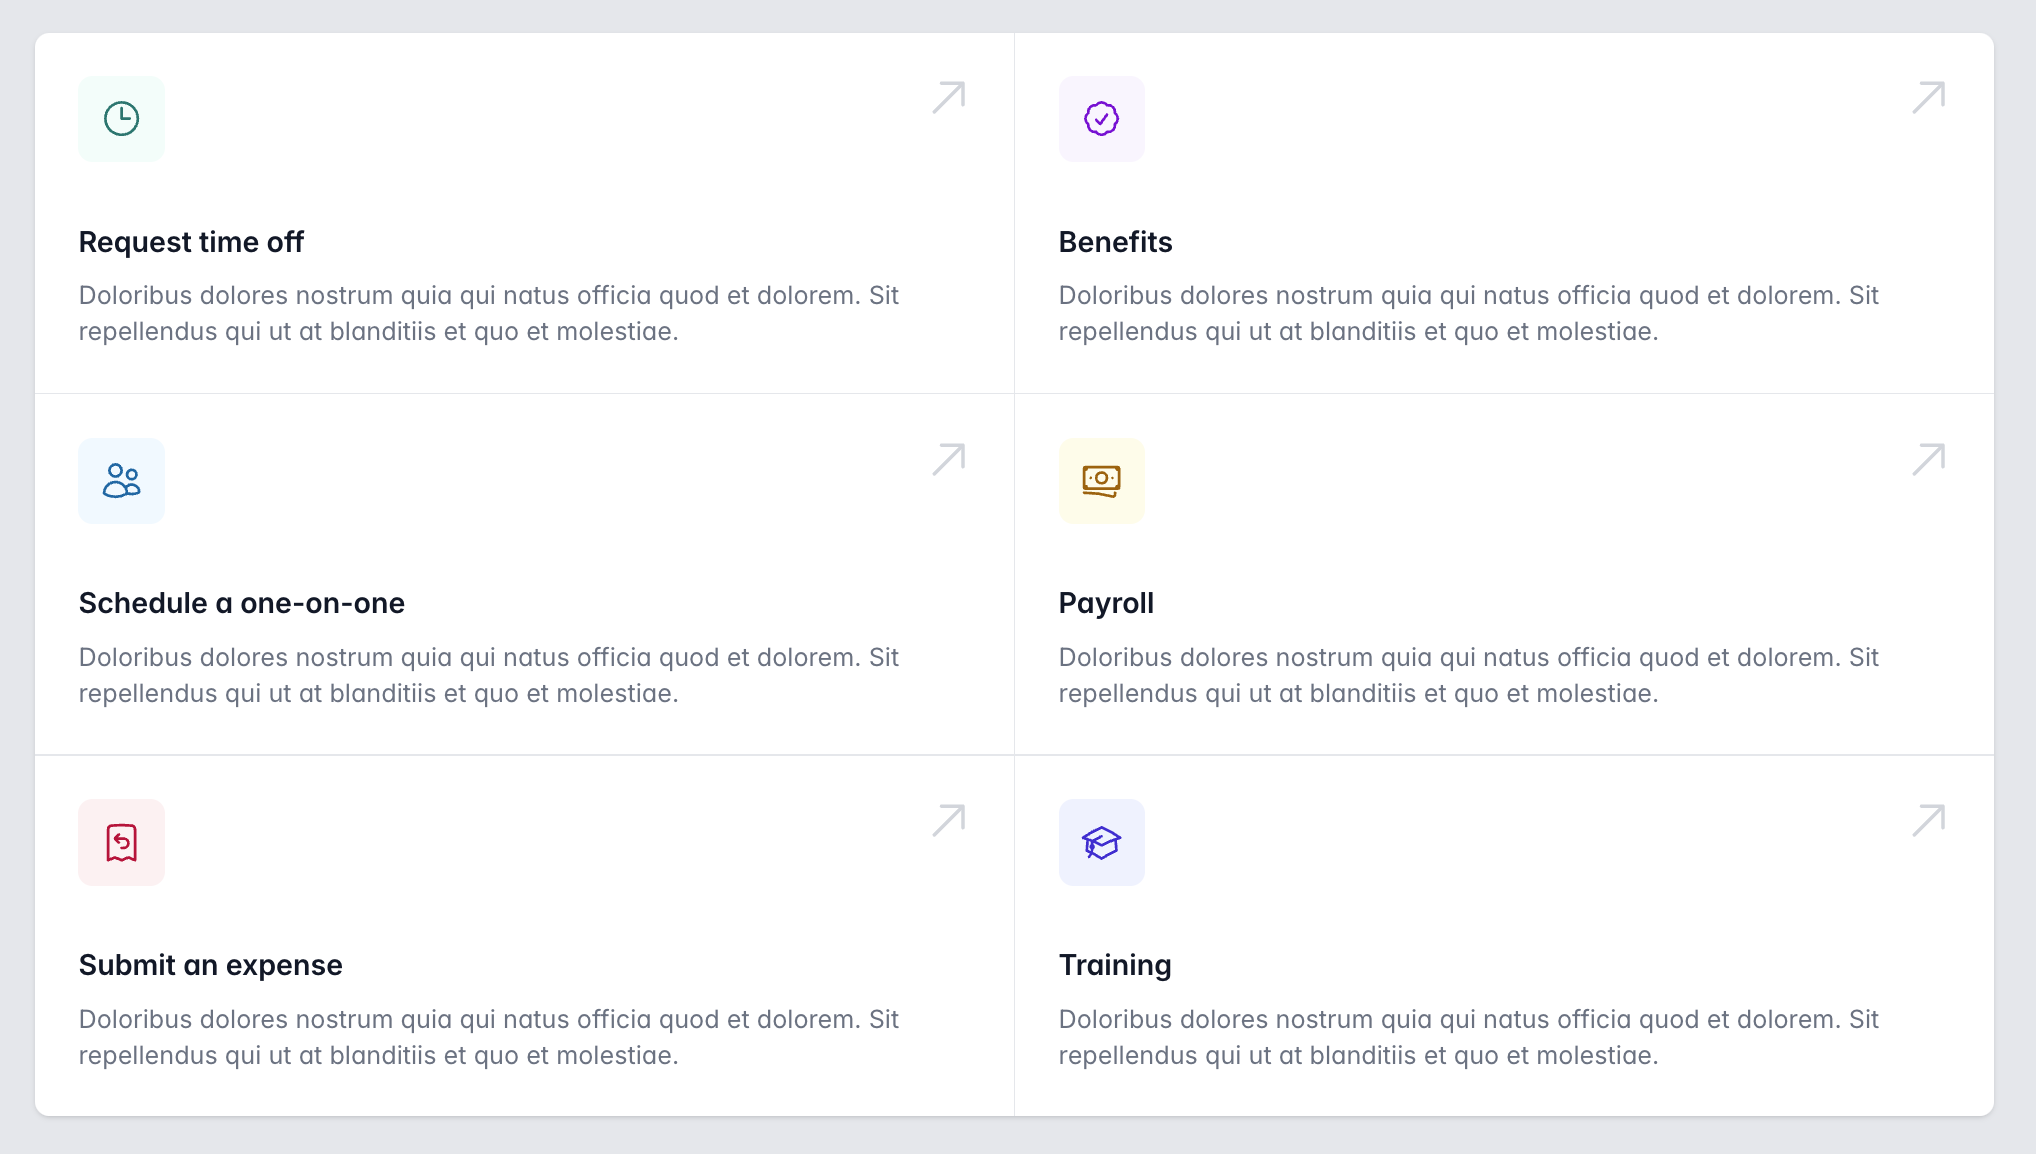 Request time off
Doloribus dolores nostrum quia qui natus officia quod et dolorem. Sit
repellendus qui ut at blanditiis et quo et molestiae.
Benefits
Doloribus dolores nostrum quia qui natus officia quod et dolorem. Sit
repellendus qui ut at blanditiis et quo et molestiae.
Schedule a one-on-one
Doloribus dolores nostrum quia qui natus officia quod et dolorem. Sit
repellendus qui ut at blanditiis et quo et molestiae.
Payroll
Doloribus dolores nostrum quia qui natus officia quod et dolorem. Sit
repellendus qui ut at blanditiis et quo et molestiae.
Submit an expense
Doloribus dolores nostrum quia qui natus officia quod et dolorem. Sit
repellendus qui ut at blanditiis et quo et molestiae.
Training
Doloribus dolores nostrum quia qui natus officia quod et dolorem. Sit
repellendus qui ut at blanditiis et quo et molestiae.